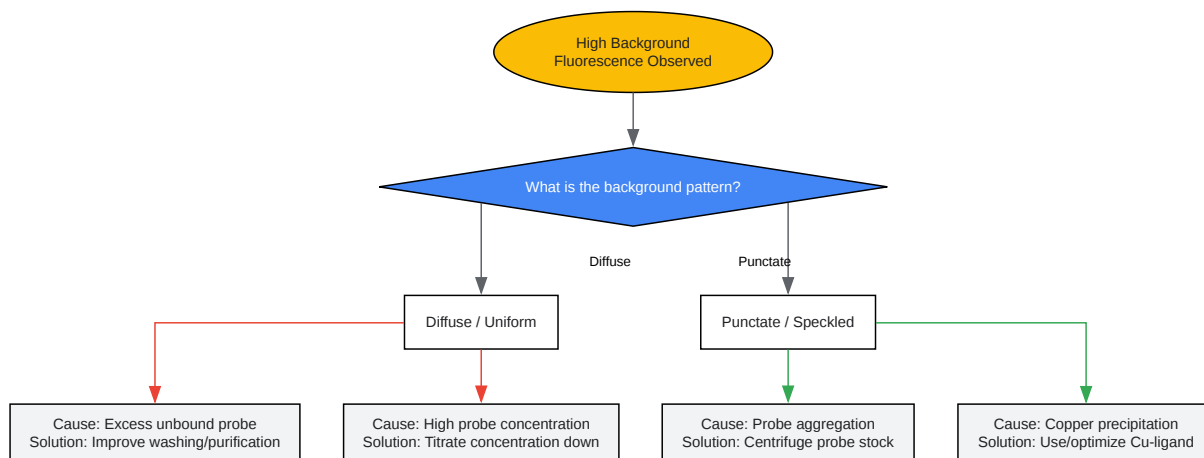 High Background
Fluorescence Observed
What is the background pattern?
Diffuse
Punctate
Diffuse / Uniform
Punctate / Speckled
Cause: Excess unbound probe
Solution: Improve washing/purification
Cause: High probe concentration
Solution: Titrate concentration down
Cause: Probe aggregation
Solution: Centrifuge probe stock
Cause: Copper precipitation
Solution: Use/optimize Cu-ligand